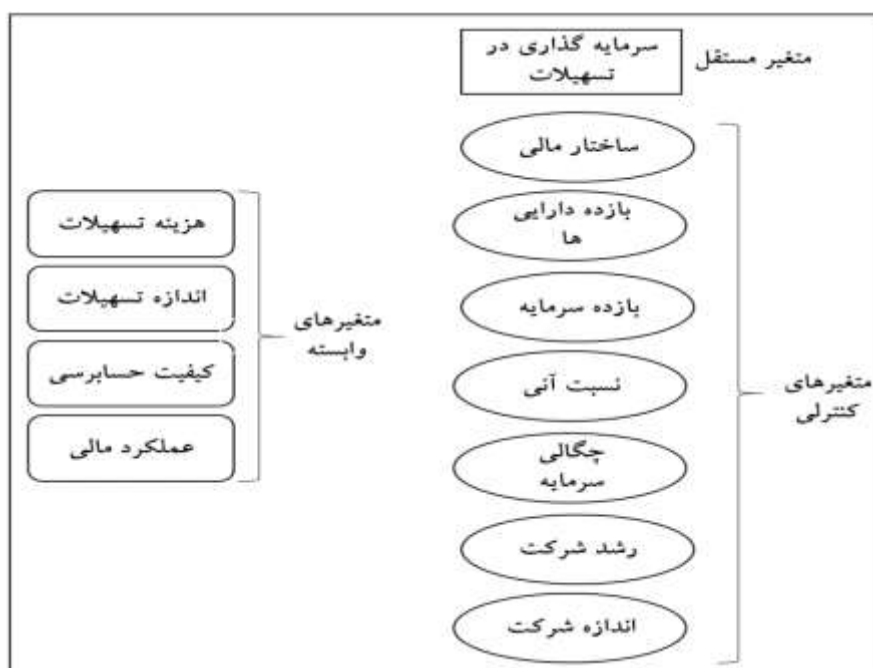 سرمایه گذاری در
تسهیلات
متغیر مستقل
ساختار مالی
بازده دارایی
ها
بازده سرمایه
نسبت آنی
چگالی
سرمایه
رشد شرکت
اندازه شرکت
متغیرهای
کنترلی
متغیرهای
وابسته
هزینه تسهیلات
اندازه تسهیلات
کیفیت حسابرسی
عملکرد مالی